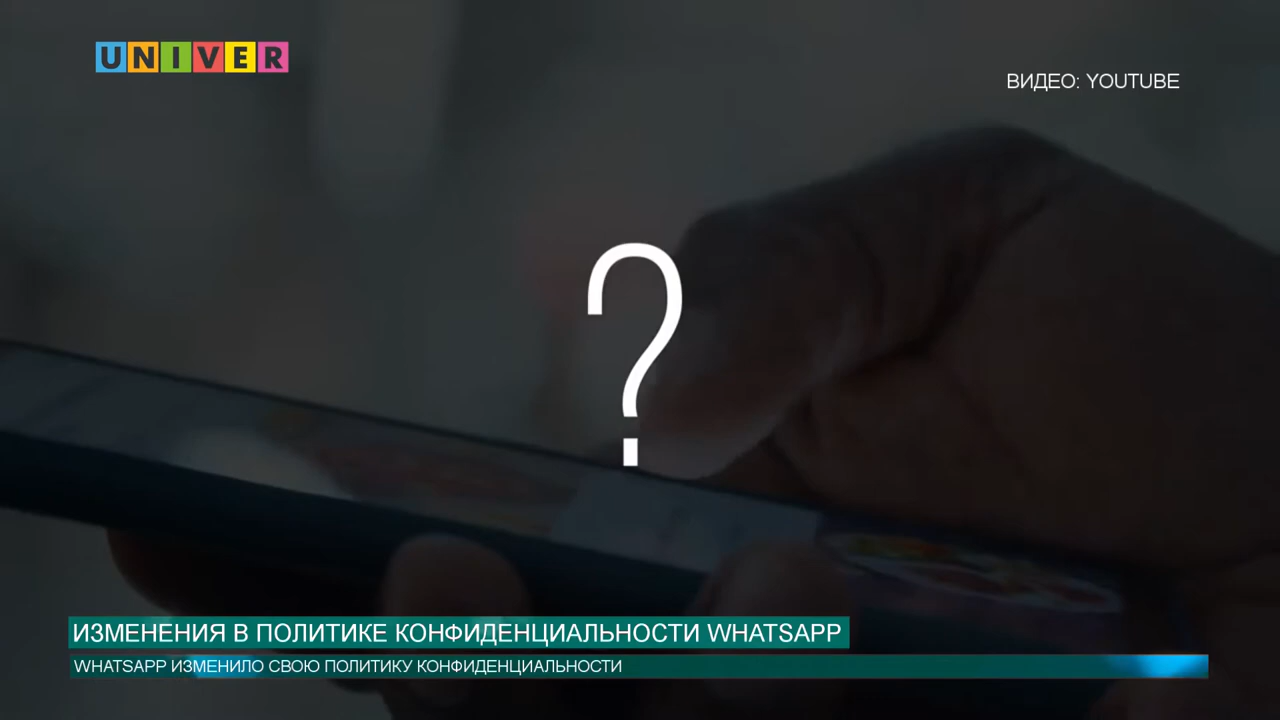 UNIVER
ВИДЕО: YOUTUBE
?
ИЗМЕНЕНИЯ В ПОЛИТИКЕ КОНФИДЕНЦИАЛЬНОСТИ WHATSAPP
WHATSAPP ИЗМЕНИЛО СВОЮ ПОЛИТИКУ КОНФИДЕНЦИАЛЬНОСТИ